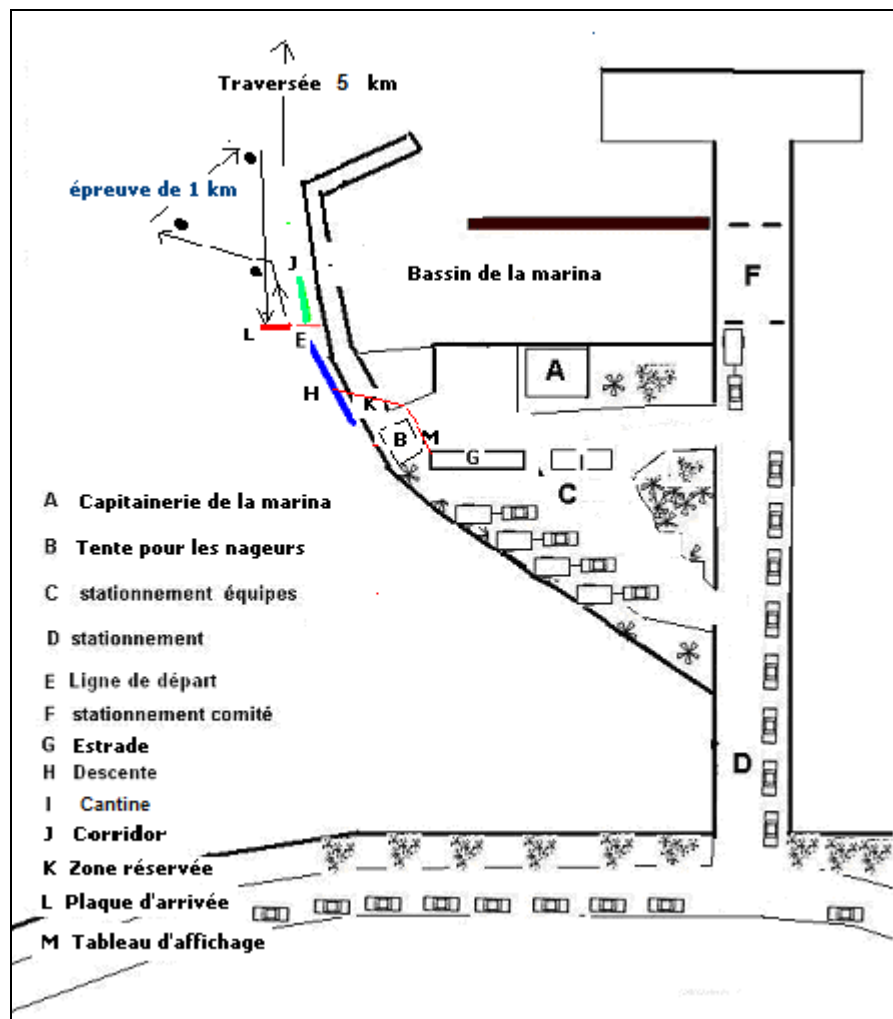 Traversée 5 km
épreuve de 1 km
J
Bassin de la marina
F
L
E
A
H
K
B
M
G
I
C
A Capitainerie de la marina
B Tente pour les nageurs
C stationnement équipes
D stationnement
E Ligne de départ
F stationnement comité
G Estrade
H Descente
I Cantine
J Corridor
K Zone réservée
L Plaque d'arrivée
M Tableau d'affichage
D